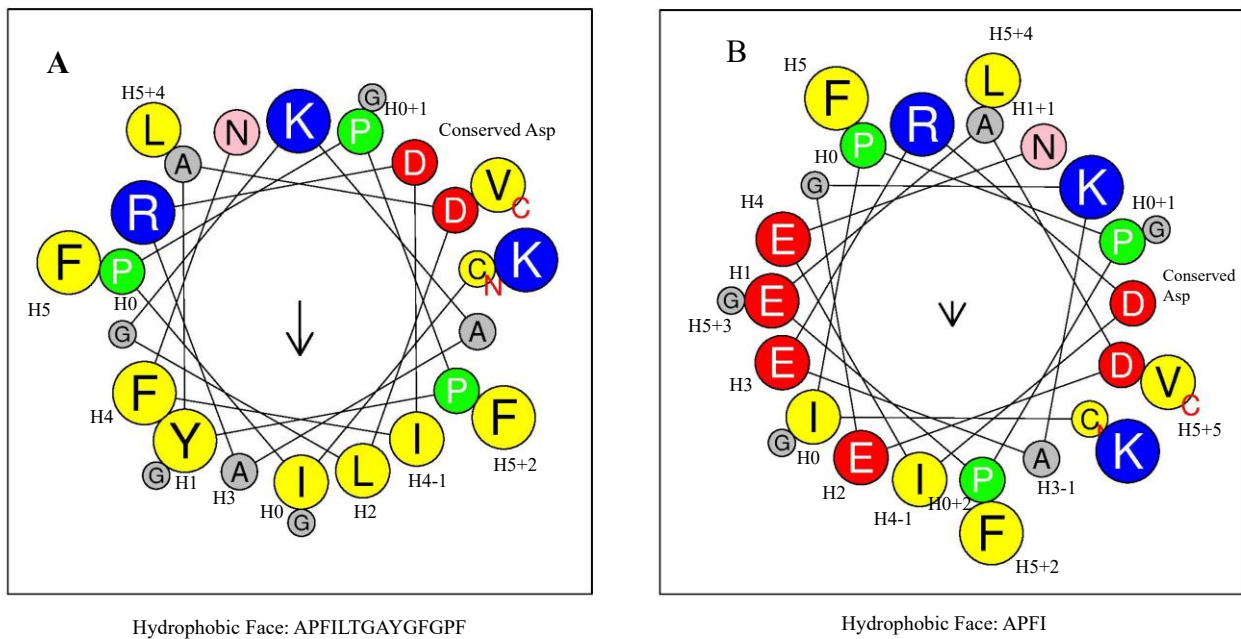 A
H5+4
L
N
K
P
G
H0+1
Conserved Asp
A
D
R
D
V
C
F
P
H5
H0
C
N
K
G
A
F
P
F
H4
Y
I
H5+2
G
H1
A
I
L
H4-1
H3
H0
H2
G
Hydrophobic Face: APFILTGAYGFGPF
B
H5+4
H5
L
F
R
A
H1+1
P
N
H0
G
K
H4
H0+1
E
P
G
H1
Conserved
Asp
G
E
D
H5+3
E
D
H3
V
C
I
C
N
H5+5
G
H0
K
E
A
H2
I
P
H3-1
H4-1
H0+2
F
H5+2
Hydrophobic Face: APFI